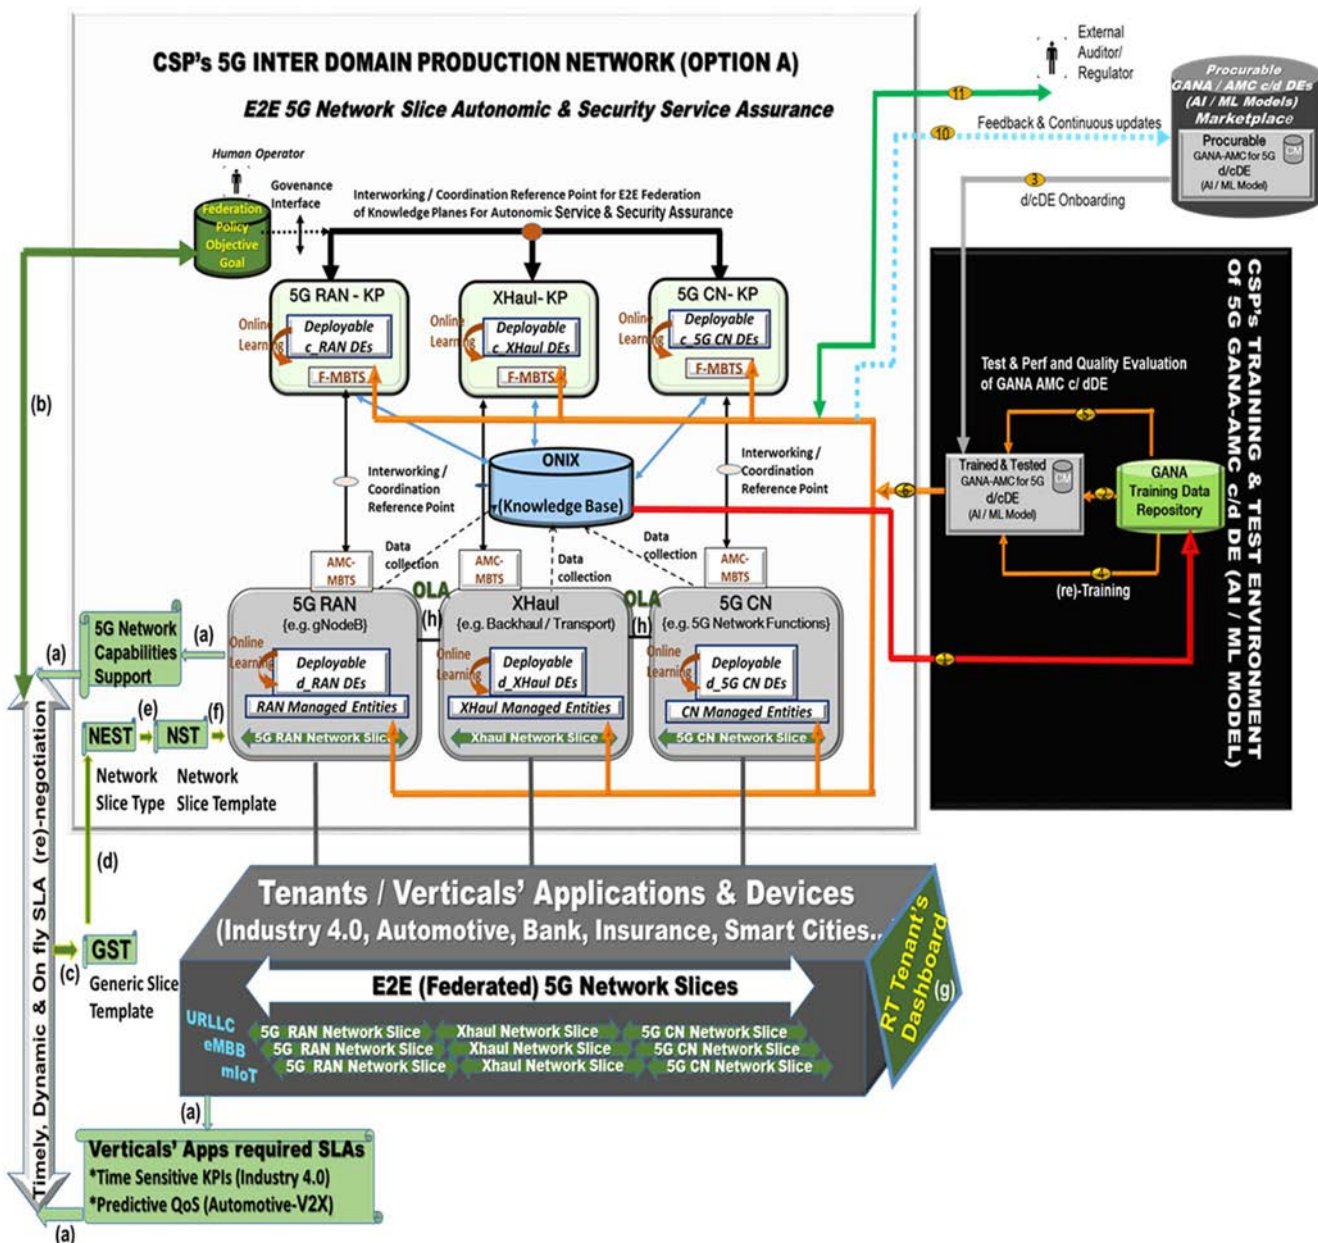 CSP's 5G INTER DOMAIN PRODUCTION NETWORK (OPTION A)
E2E 5G Network Slice Autonomic & Security Service Assurance
External
Auditor/
Regulator
11
10
Feedback & Continuous updates
Procurable
GANA / AMC c/d DEs
(AI / ML Models)
Marketplace
Procurable
GANA-AMC for 5G
d/cDE
(AI / ML Model)
3
d/cDE Onboarding
Human Operator
Govenance
Interface
Federation
Policy
Objective
Goal
Interworking / Coordination Reference Point for E2E Federation
of Knowledge Planes For Autonomic Service & Security Assurance
5G RAN - KP
Online
Learning
Deployable
c_RAN DEs
F-MBTS
XHaul- KP
Online
Learning
Deployable
c_XHaul DEs
F-MBTS
5G CN- KP
Online
Learning
Deployable
c_5G CN DEs
F-MBTS
(b)
ONIX
(Knowledge Base)
Interworking /
Coordination
Reference Point
Interworking /
Coordination
Reference Point
Data
collection
Data
collection
Data
collection
AMC-
MBTS
AMC-
MBTS
AMC-
MBTS
CSP's TRAINING & TEST ENVIRONMENT
Of 5G GANA-AMC c/d DE (AI / ML MODEL)
Test & Perf and Quality Evaluation
of GANA AMC c/ dDE
Trained & Tested
GANA-AMC for 5G
d/cDE
(AI / ML Model)
GANA
Training Data
Repository
(re)-Training
5G RAN
{e.g. gNodeB}
Online
Learning
Deployable
d_RAN DEs
RAN Managed Entities
5G RAN Network Slice
OLA
(h)
XHaul
{e.g. Backhaul / Transport)
Online
Learning
Deployable
d_XHaul DEs
XHaul Managed Entities
Xhaul Network Slice
OLA
(h)
5G CN
{e.g. 5G Network Functions}
Online
Learning
Deployable
d_5G CN DEs
CN Managed Entities
5G CN Network Slice
(a)
5G Network
Capabilities
Support
(a)
NEST
(e)
NST
(f)
Network
Slice Type
Network
Slice Template
(d)
Timely, Dynamic & On fly SLA (re)-negotiation
(c)
GST
Generic Slice
Template
Tenants / Verticals' Applications & Devices
(Industry 4.0, Automotive, Bank, Insurance, Smart Cities..
E2E (Federated) 5G Network Slices
URLLC
eMBB
mIoT
5G RAN Network Slice
Xhaul Network Slice
5G CN Network Slice
5G RAN Network Slice
Xhaul Network Slice
5G CN Network Slice
5G RAN Network Slice
Xhaul Network Slice
5G CN Network Slice
RT Tenant's
Dashboard
(g)
(a)
Verticals' Apps required SLAs
*Time Sensitive KPIs (Industry 4.0)
*Predictive QoS (Automotive-V2X)
(a)